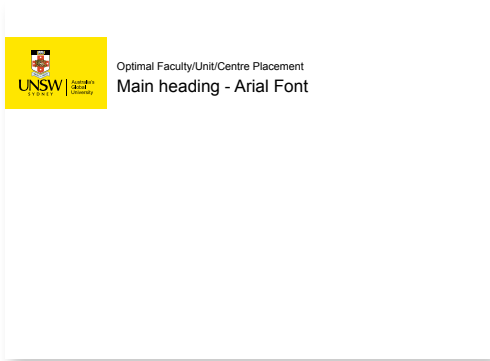 UNSW
SYDNEY
Australia's
Global
University
Optimal Faculty/Unit/Centre Placement
Main heading - Arial Font